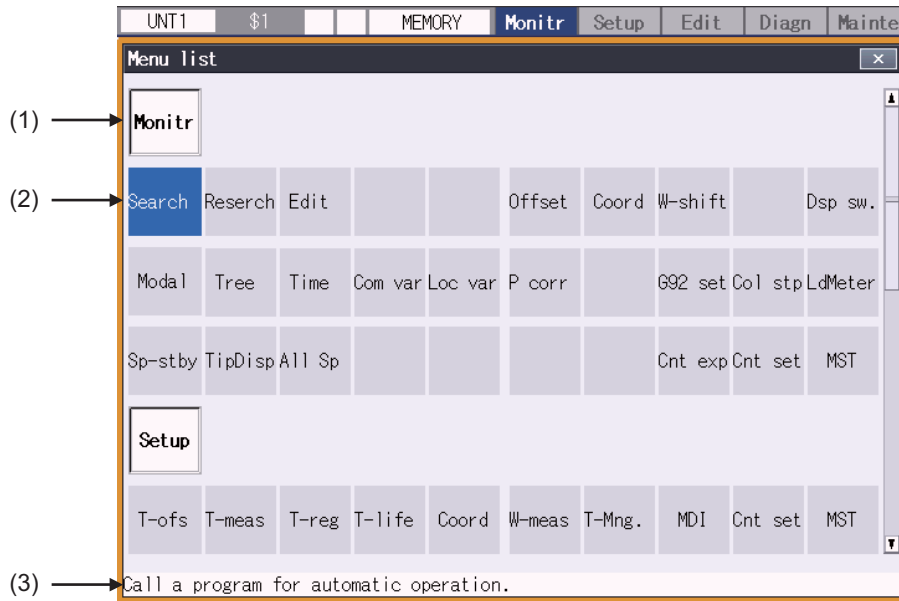 UNT1 $1 MEMORY Monitr Setup Edit Diagn Mainte
Menu list
(1) Monitr
(2) Search Reserch Edit Offset Coord W-shift Dsp sw.
Modal Tree Time Com var Loc var P corr G92 set Col stp LdMeter
Sp-stby TipDisp All Sp Cnt exp Cnt set MST
Setup
T-ofs T-meas T-reg T-life Coord W-meas T-Mng. MDI Cnt set MST
(3) Call a program for automatic operation.